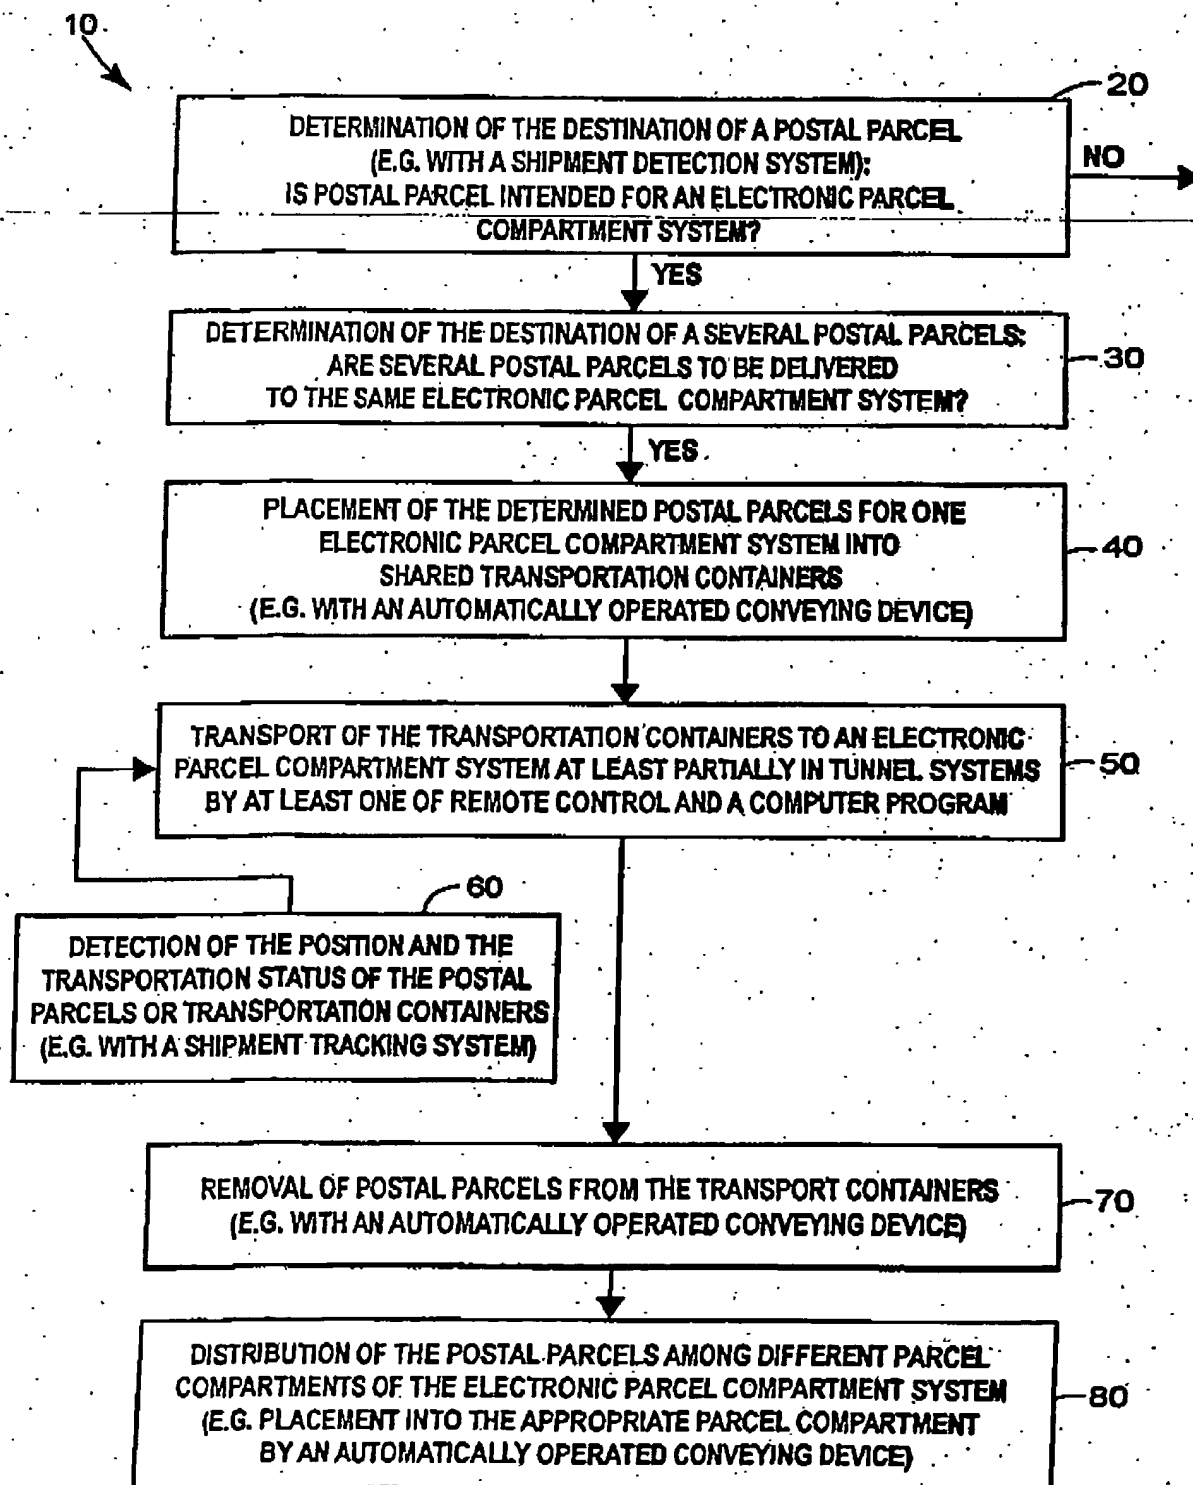 10
20
DETERMINATION OF THE DESTINATION OF A POSTAL PARCEL
(E.G. WITH A SHIPMENT DETECTION SYSTEM):
IS POSTAL PARCEL INTENDED FOR AN ELECTRONIC PARCEL
COMPARTMENT SYSTEM?
NO
YES
DETERMINATION OF THE DESTINATION OF A SEVERAL POSTAL PARCELS:
ARE SEVERAL POSTAL PARCELS TO BE DELIVERED
TO THE SAME ELECTRONIC PARCEL COMPARTMENT SYSTEM?
30
YES
PLACEMENT OF THE DETERMINED POSTAL PARCELS FOR ONE
ELECTRONIC PARCEL COMPARTMENT SYSTEM INTO
SHARED TRANSPORTATION CONTAINERS
(E.G. WITH AN AUTOMATICALLY OPERATED CONVEYING DEVICE)
40
TRANSPORT OF THE TRANSPORTATION CONTAINERS TO AN ELECTRONIC
PARCEL COMPARTMENT SYSTEM AT LEAST PARTIALLY IN TUNNEL SYSTEMS
BY AT LEAST ONE OF REMOTE CONTROL AND A COMPUTER PROGRAM
50
60
DETECTION OF THE POSITION AND THE
TRANSPORTATION STATUS OF THE POSTAL
PARCELS OR TRANSPORTATION CONTAINERS
(E.G. WITH A SHIPMENT TRACKING SYSTEM)
REMOVAL OF POSTAL PARCELS FROM THE TRANSPORT CONTAINERS
(E.G. WITH AN AUTOMATICALLY OPERATED CONVEYING DEVICE)
70
DISTRIBUTION OF THE POSTAL PARCELS AMONG DIFFERENT PARCEL
COMPARTMENTS OF THE ELECTRONIC PARCEL COMPARTMENT SYSTEM
(E.G. PLACEMENT INTO THE APPROPRIATE PARCEL COMPARTMENT
BY AN AUTOMATICALLY OPERATED CONVEYING DEVICE)
80